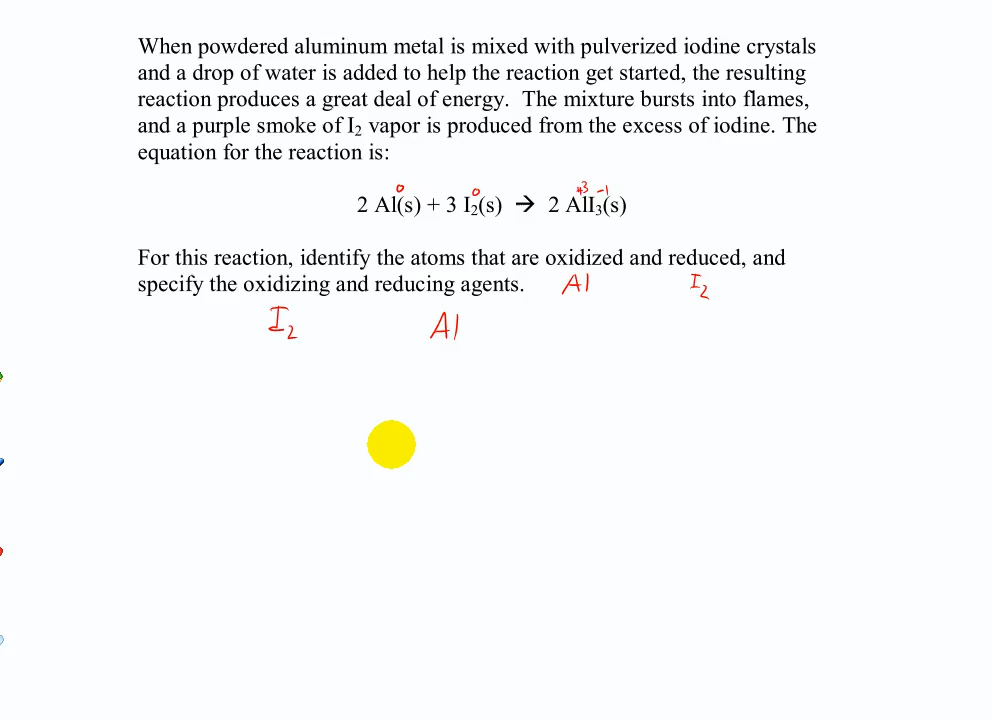 When powdered aluminum metal is mixed with pulverized iodine crystals
and a drop of water is added to help the reaction get started, the resulting
reaction produces a great deal of energy. The mixture bursts into flames,
and a purple smoke of I₂ vapor is produced from the excess of iodine. The
equation for the reaction is:
0 0 +3 -1
2 Al(s) + 3 I₂(s) → 2 AlI₃(s)
For this reaction, identify the atoms that are oxidized and reduced, and
specify the oxidizing and reducing agents. Al I₂
I₂ Al